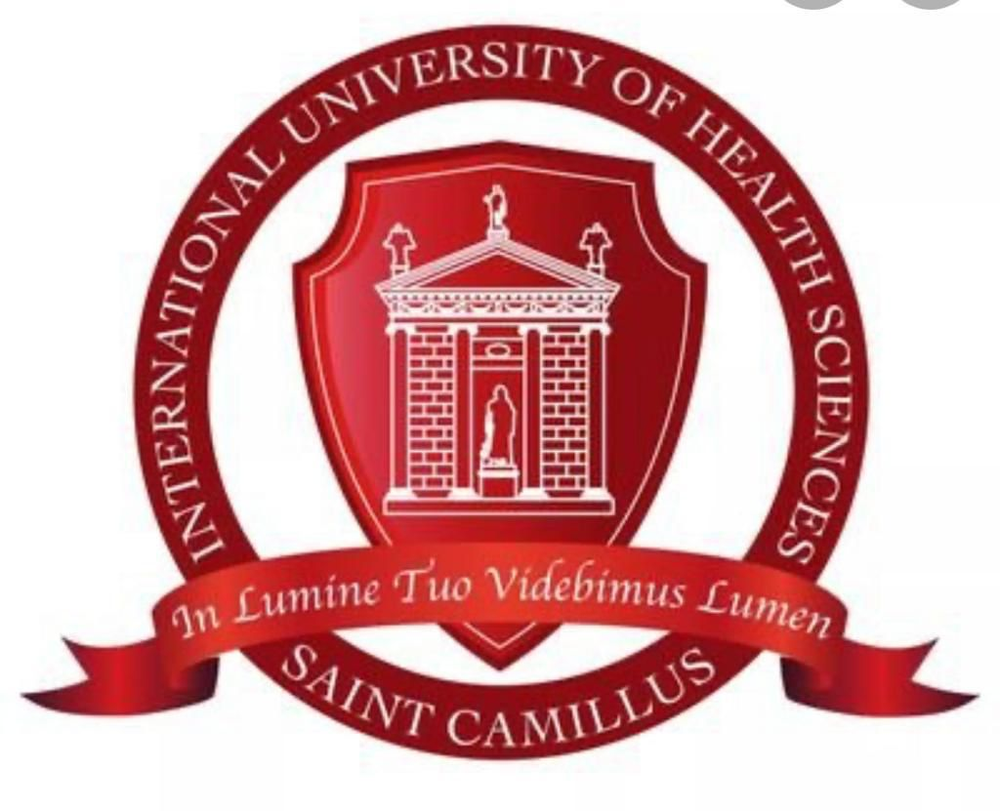 INTERNATIONAL UNIVERSITY OF HEALTH SCIENCES
In Lumine Tuo Videbimus Lumen
SAINT CAMILLUS